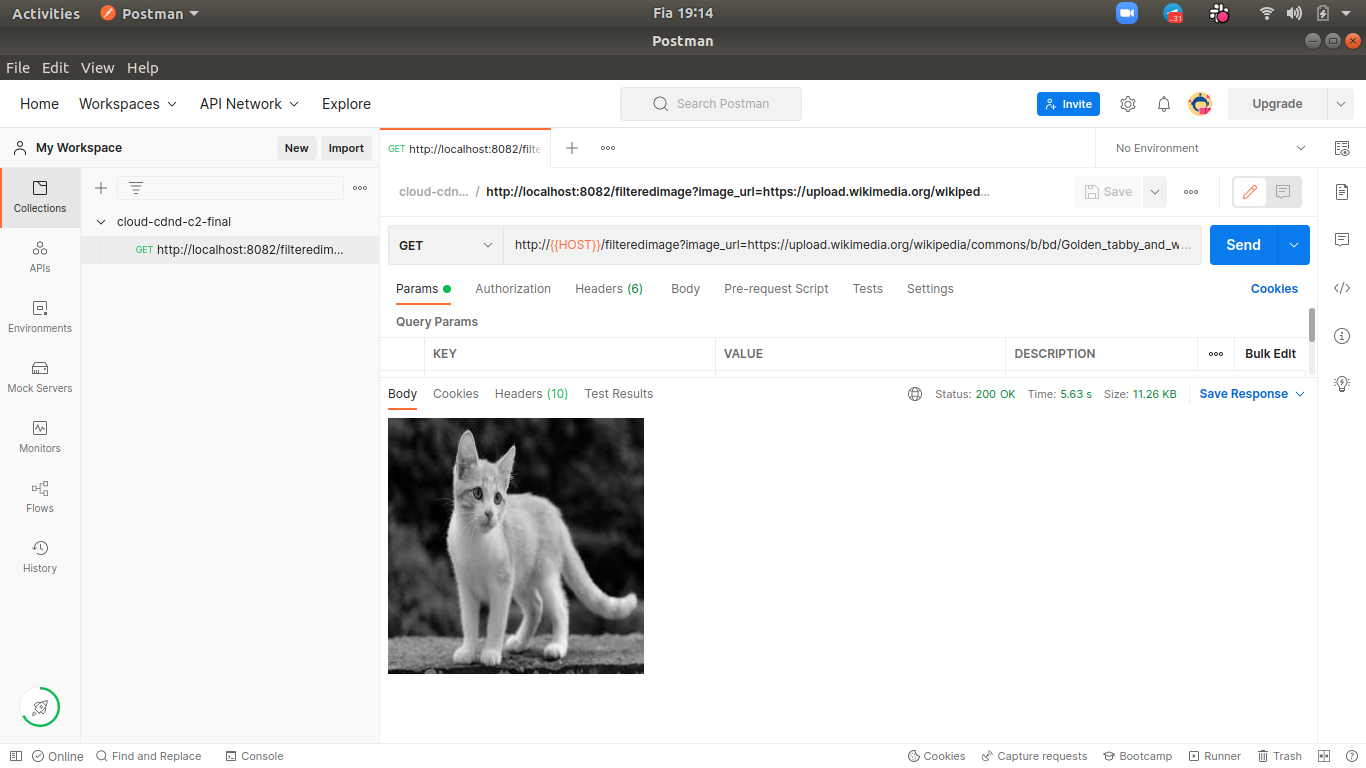 Activities Postman Fia 19:14 31
Postman
File Edit View Help
Home Workspaces API Network Explore Search Postman Invite Upgrade
My Workspace New Import GET http://localhost:8082/filte No Environment
Collections
cloud-cdn... / http://localhost:8082/filteredimage?image_url=https://upload.wikimedia.org/wikiped... Save
cloud-cdnd-c2-final
GET http://localhost:8082/filteredim...
GET http://{{HOST}}/filteredimage?image_url=https://upload.wikimedia.org/wikipedia/commons/b/bd/Golden_tabby_and_w... Send
APIs
Params Authorization Headers (6) Body Pre-request Script Tests Settings Cookies
Environments
Query Params
KEY VALUE DESCRIPTION Bulk Edit
Mock Servers
Body Cookies Headers (10) Test Results Status: 200 OK Time: 5.63 s Size: 11.26 KB Save Response
Monitors
Flows
History
Online Find and Replace Console Cookies Capture requests Bootcamp Runner Trash